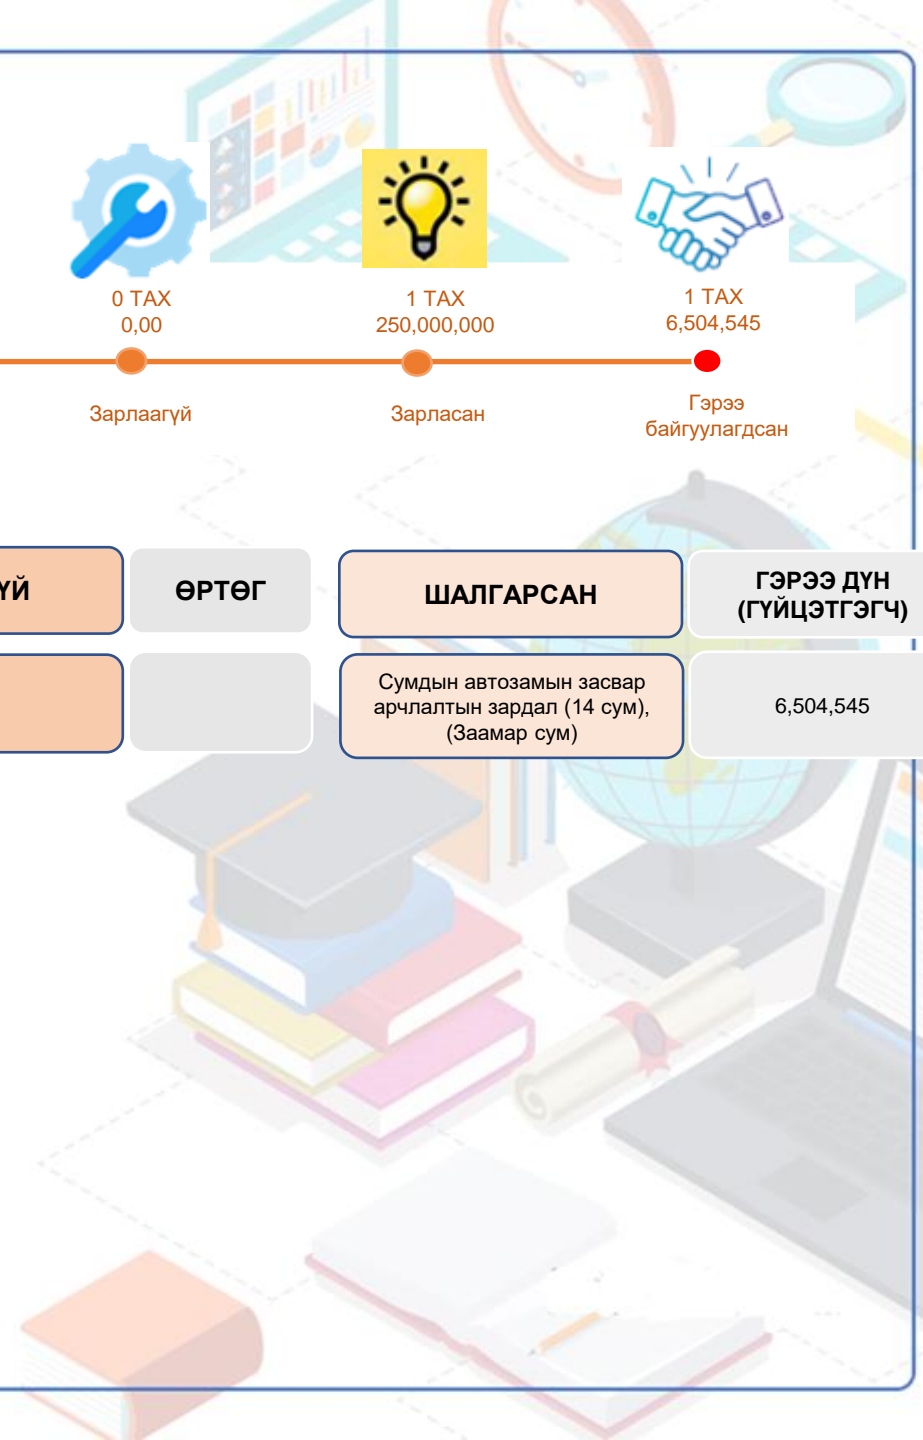 0 ТАХ
0,00
1 ТАХ
250,000,000
1 ТАХ
6,504,545
Зарлаагүй
Зарласан
Гэрээ
байгуулагдсан
ҮЙ
ӨРТӨГ
ШАЛГАРСАН
ГЭРЭЭ ДҮН
(ГҮЙЦЭТГЭГЧ)
Сумдын автозамын засвар
арчлалтын зардал (14 сум),
(Заамар сум)
6,504,545